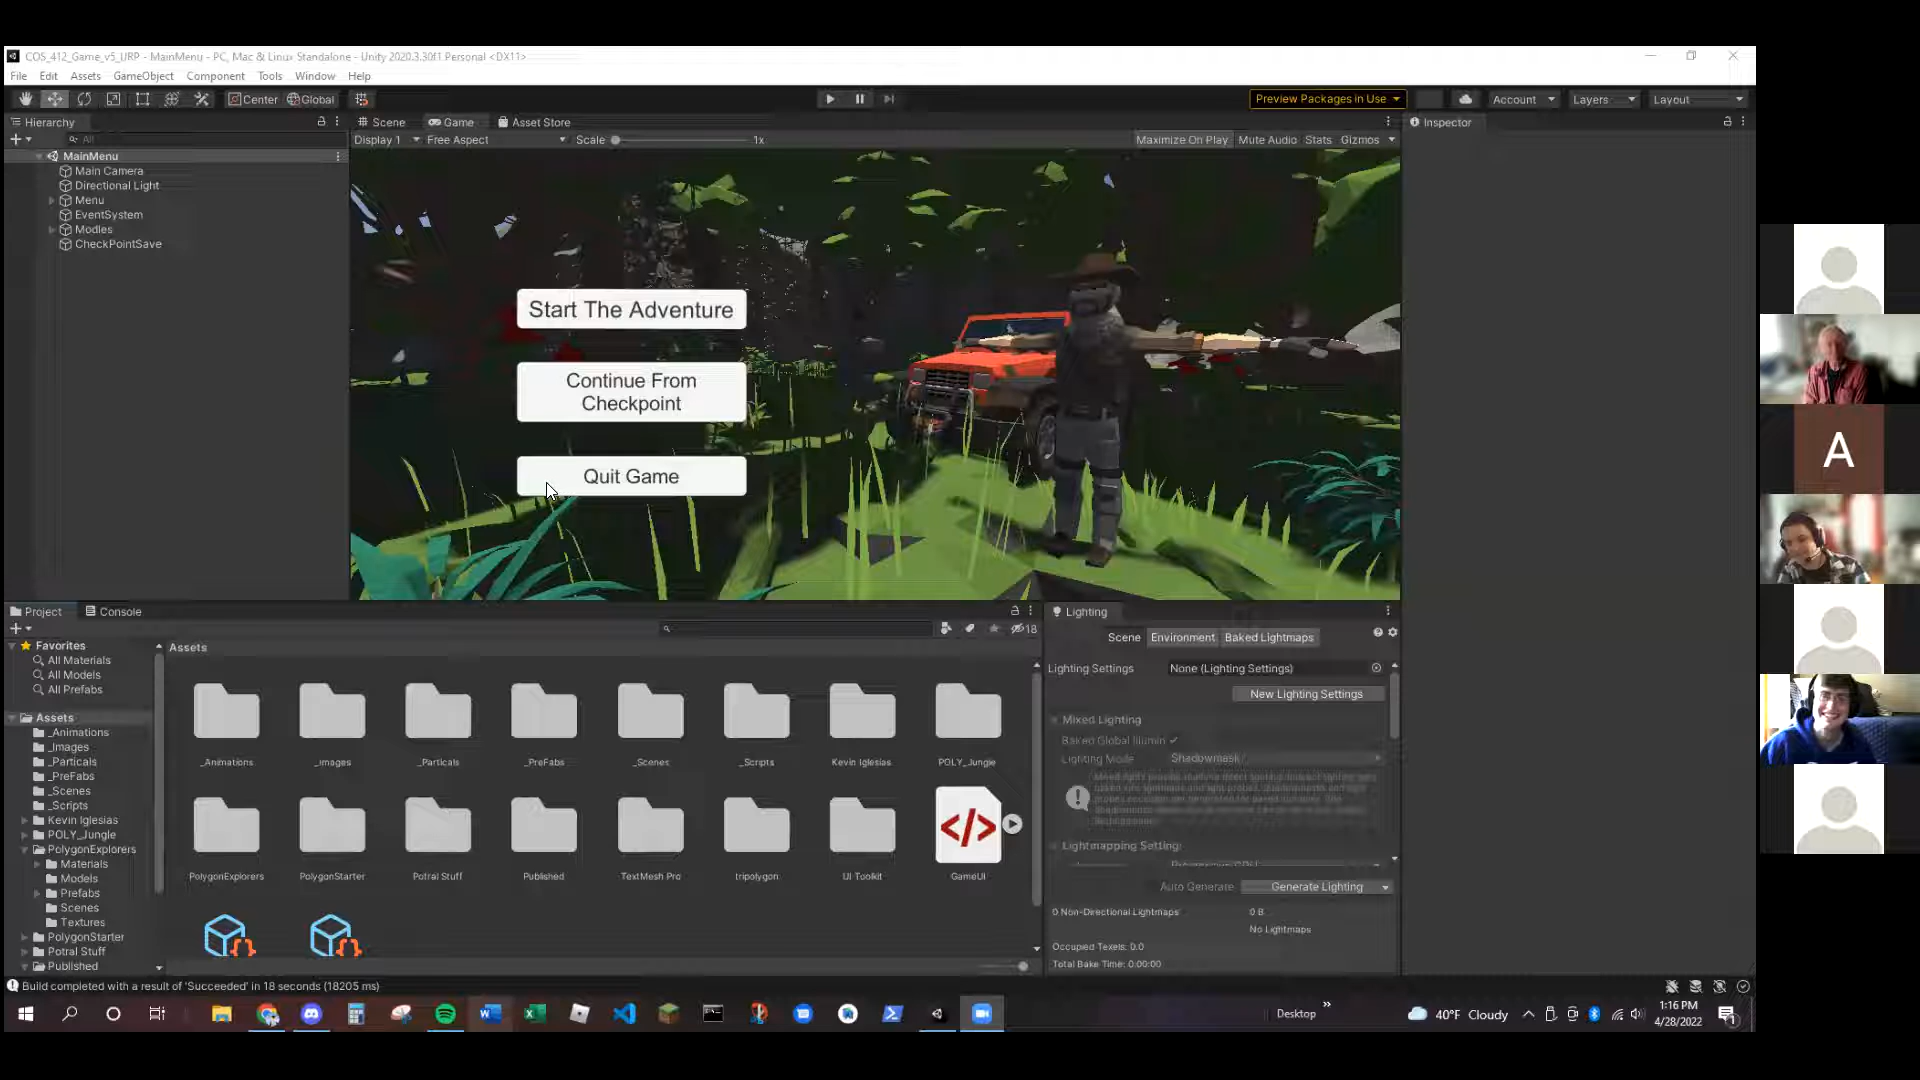 COS_412_Game_v5_URP - MainMenu - PC, Mac & Linux Standalone - Unity 2020.3.30f1 Personal <DX11>
File Edit Assets GameObject Component Tools Window Help
Center Global Preview Packages in Use Account Layers Layout
Hierarchy Scene Game Asset Store Inspector
All Display 1 Free Aspect Scale 1x Maximize On Play Mute Audio Stats Gizmos
MainMenu
Main Camera
Directional Light
Menu
EventSystem
Modles
CheckPointSave
Start The Adventure
Continue From
Checkpoint
Quit Game
Project Console
18
Favorites
All Materials
All Models
All Prefabs
Assets
_Animations
_Images
_Particals
_PreFabs
_Scenes
_Scripts
Kevin Iglesias
POLY_Jungle
PolygonExplorers
Materials
Models
Prefabs
Scenes
Textures
PolygonStarter
Potral Stuff
Published
Assets
_Animations _Images _Particals _PreFabs _Scenes _Scripts Kevin Iglesias POLY_Jungle
PolygonExplorers PolygonStarter Potral Stuff Published TextMesh Pro tripolygon UI Toolkit GameUI
Lighting
Scene Environment Baked Lightmaps
Lighting Settings None (Lighting Settings)
New Lighting Settings
Mixed Lighting
Baked Global Illumin
Lighting Mode Shadowmask
Lightmapping Setting:
Auto Generate Generate Lighting
0 Non-Directional Lightmaps 0 B
No Lightmaps
Occupied Texels: 0.0
Total Bake Time: 0:00:00
Build completed with a result of 'Succeeded' in 18 seconds (18205 ms)
Desktop
40°F Cloudy
1:16 PM
4/28/2022
A